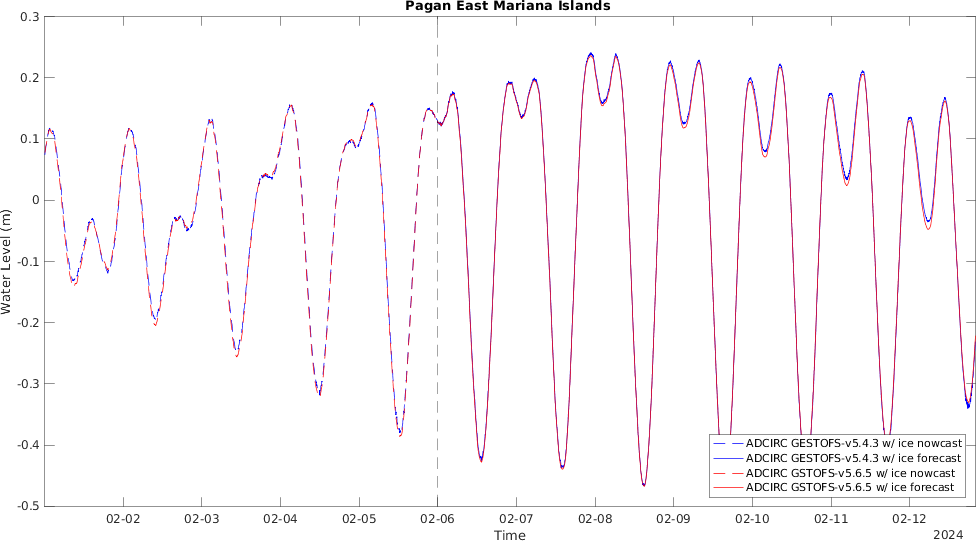 Pagan East Mariana Islands
0.3
0.2
0.1
0
-0.1
-0.2
-0.3
-0.4
-0.5
Water Level (m)
ADCIRC GESTOFS-v5.4.3 w/ ice nowcast
ADCIRC GESTOFS-v5.4.3 w/ ice forecast
ADCIRC GSTOFS-v5.6.5 w/ ice nowcast
ADCIRC GSTOFS-v5.6.5 w/ ice forecast
02-02 02-03 02-04 02-05 02-06 02-07 02-08 02-09 02-10 02-11 02-12
Time
2024